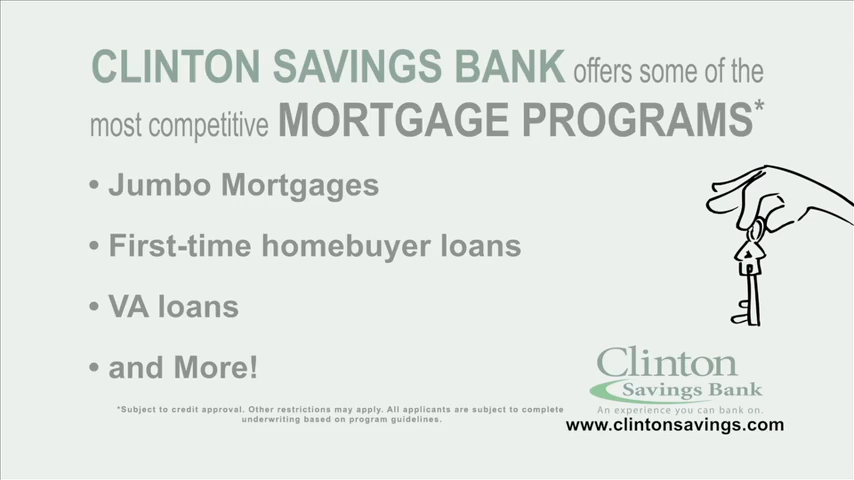 CLINTON SAVINGS BANK offers some of the
most competitive MORTGAGE PROGRAMS*
• Jumbo Mortgages
• First-time homebuyer loans
• VA loans
• and More!
*Subject to credit approval. Other restrictions may apply. All applicants are subject to complete
underwriting based on program guidelines.
Clinton
Savings Bank
An experience you can bank on.
www.clintonsavings.com